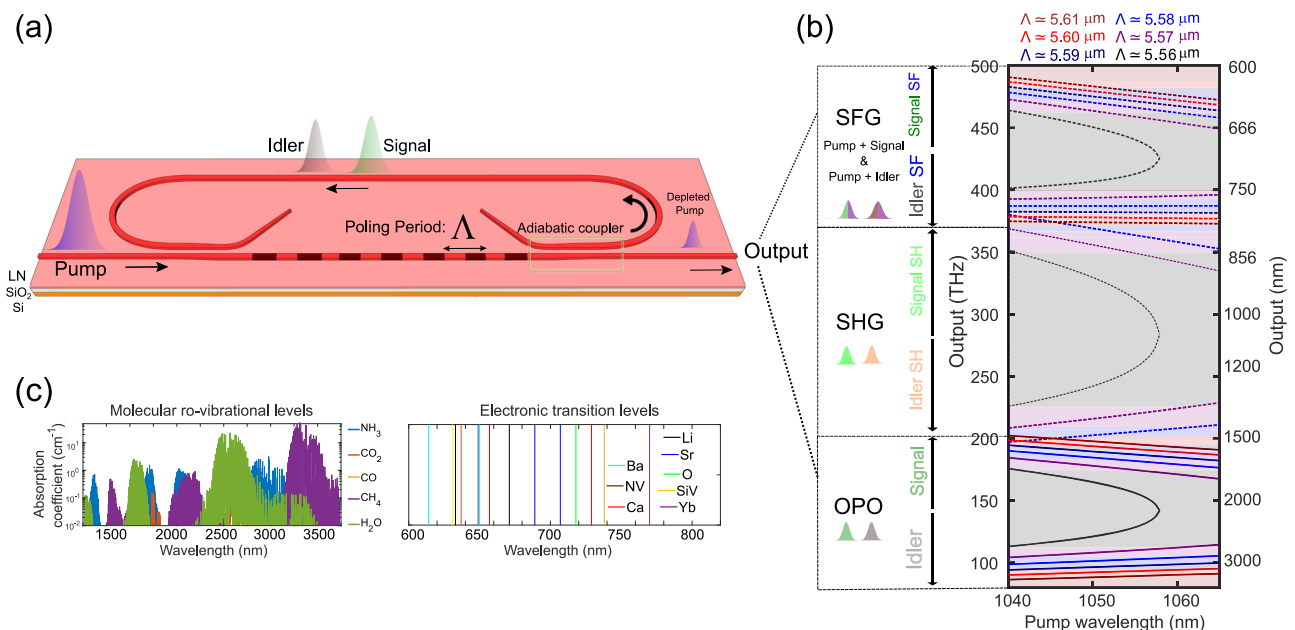 (a)
Idler
Signal
Poling Period: Λ
Adiabatic coupler
Depleted
Pump
Pump
Output
LN
SiO₂
Si
(b)
Λ ≃ 5.61 μm
Λ ≃ 5.58 μm
Λ ≃ 5.60 μm
Λ ≃ 5.57 μm
Λ ≃ 5.59 μm
Λ ≃ 5.56 μm
SFG
Pump + Signal
&
Pump + Idler
Signal SF
Idler SF
SHG
Signal SH
Idler SH
OPO
Signal
Idler
Output (THz)
500
450
400
350
300
250
200
150
100
Output (nm)
600
666
750
856
1000
1200
1500
2000
3000
1040
1050
1060
Pump wavelength (nm)
(c)
Molecular ro-vibrational levels
Absorption
coefficient (cm⁻¹)
10¹
10⁰
10⁻¹
10⁻²
1500
2000
2500
3000
3500
Wavelength (nm)
NH₃
CO₂
CO
CH₄
H₂O
Electronic transition levels
Ba
NV
Ca
Li
Sr
O
SiV
Yb
600
650
700
750
800
Wavelength (nm)